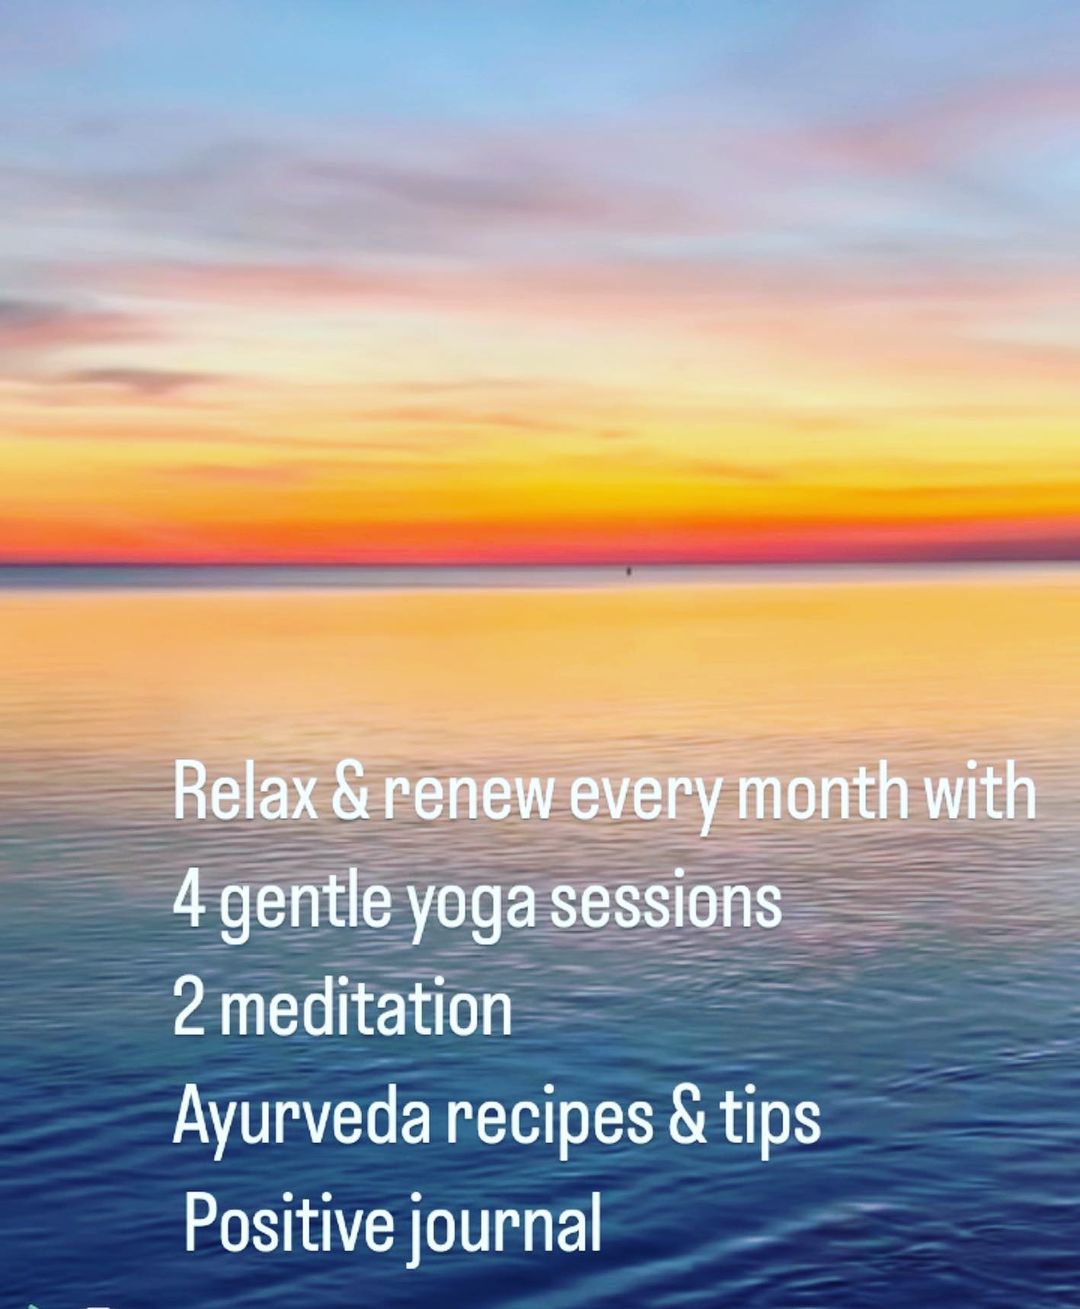 Relax & renew every month with
4 gentle yoga sessions
2 meditation
Ayurveda recipes & tips
Positive journal